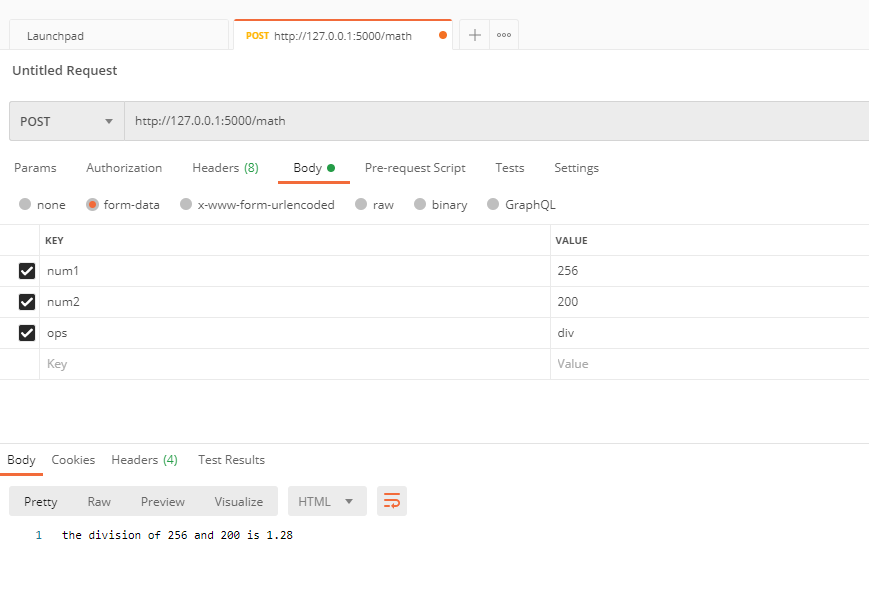 Launchpad POST http://127.0.0.1:5000/math
Untitled Request
POST http://127.0.0.1:5000/math
Params Authorization Headers (8) Body Pre-request Script Tests Settings
none form-data x-www-form-urlencoded raw binary GraphQL
KEY VALUE
num1 256
num2 200
ops div
Key Value
Body Cookies Headers (4) Test Results
Pretty Raw Preview Visualize HTML
1 the division of 256 and 200 is 1.28